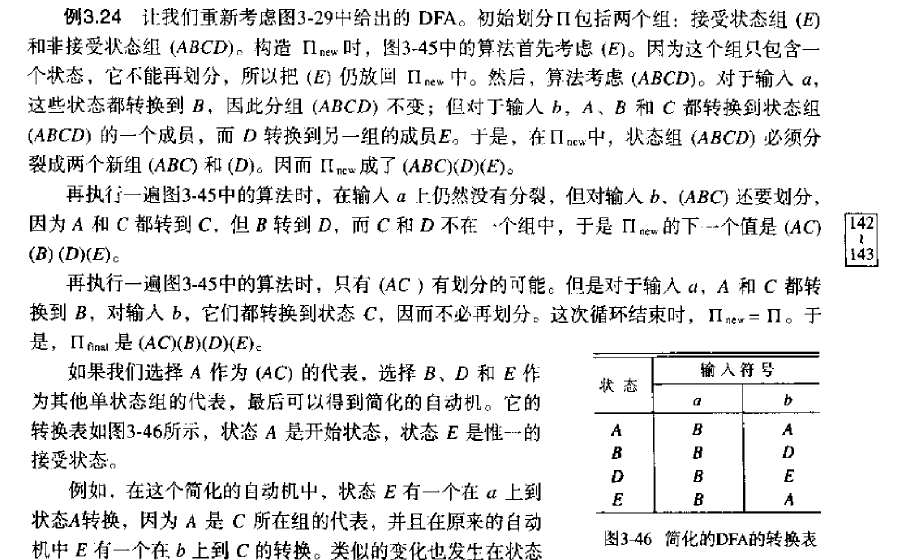 例3.24 让我们重新考虑图3-29中给出的 DFA。初始划分Π包括两个组：接受状态组 (E)
和非接受状态组 (ABCD)。构造 Πnew时，图3-45中的算法首先考虑 (E)。因为这个组只包含一
个状态，它不能再划分，所以把 (E) 仍放回 Πnew中。然后，算法考虑 (ABCD)。对于输入 a,
这些状态都转换到 B，因此分组 (ABCD) 不变；但对于输入 b，A、B 和 C 都转换到状态组
(ABCD) 的一个成员，而 D 转换到另一组的成员E。于是，在Πnew中，状态组 (ABCD) 必须分
裂成两个新组 (ABC) 和 (D)。因而 Πnew成了 (ABC)(D)(E)。
再执行一遍图3-45中的算法时，在输入 a 上仍然没有分裂，但对输入 b，(ABC) 还要划分，
因为 A 和 C 都转到 C，但 B 转到 D，而 C 和 D 不在一个组中，于是 Πnew的下一个值是 (AC)
(B) (D)(E)。
142
~
143
再执行一遍图3-45中的算法时，只有 (AC ) 有划分的可能。但是对于输入 a，A 和 C 都转
换到 B，对输入 b，它们都转换到状态 C，因而不必再划分。这次循环结束时，Πnew = Π。于
是，Πfinal 是 (AC)(B)(D)(E)。
如果我们选择 A 作为 (AC) 的代表，选择 B、D 和 E 作
为其他单状态组的代表，最后可以得到简化的自动机。它的
转换表如图3-46所示，状态 A 是开始状态，状态 E 是惟一的
接受状态。
例如，在这个简化的自动机中，状态 E 有一个在 a 上到
状态A转换，因为 A 是 C 所在组的代表，并且在原来的自动
机中 E 有一个在 b 上到 C 的转换。类似的变化也发生在状态
状 态 输 入 符 号
a b
A B A
B B D
D B E
E B A
图3-46 简化的DFA的转换表